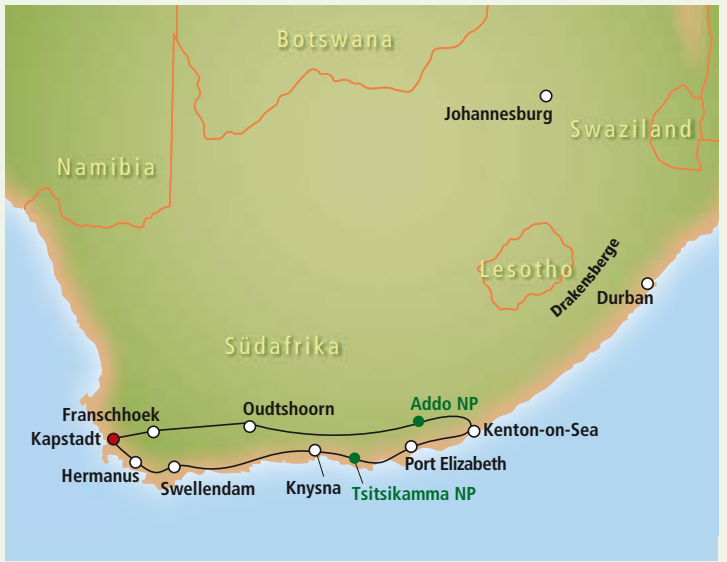 Botswana
Johannesburg
Swaziland
Namibia
Lesotho
Drakensberge
Durban
Südafrika
Addo NP
Oudtshoorn
Franschhoek
Kapstadt
Kenton-on-Sea
Hermanus
Swellendam
Knysna
Port Elizabeth
Tsitsikamma NP